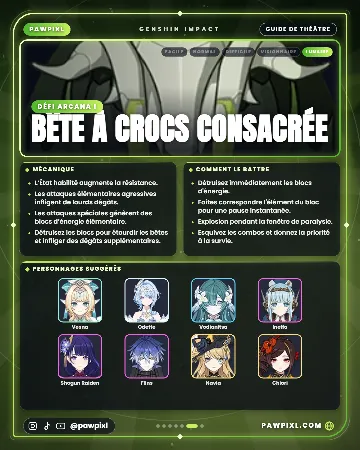 PAWPIXL
GENSHIN IMPACT
GUIDE DE THÉÂTRE
FACILE
NORMAL
DIFFICILE
VISIONNAIRE
LUNAIRE
DÉFI ARCANA I
BÊTE À CROCS CONSACRÉE
MÉCANIQUE
L'État habilité augmente la résistance.
Les attaques élémentaires agressives
infligent de lourds dégâts.
Les attaques spéciales génèrent des
blocs d'énergie élémentaire.
Détruisez les blocs pour étourdir les bêtes
et infliger des dégâts supplémentaires.
COMMENT LE BATTRE
Détruisez immédiatement les blocs
d'énergie.
Faites correspondre l'élément du bloc
pour une pause instantanée.
Explosion pendant la fenêtre de paralysie.
Esquivez les combos et donnez la priorité
à la survie.
PERSONNAGES SUGGÉRÉS
Vesna
Odette
Vodianitsa
Ineffa
Shogun Raiden
Flins
Navia
Chiori
@pawpixl
PAWPIXL.COM